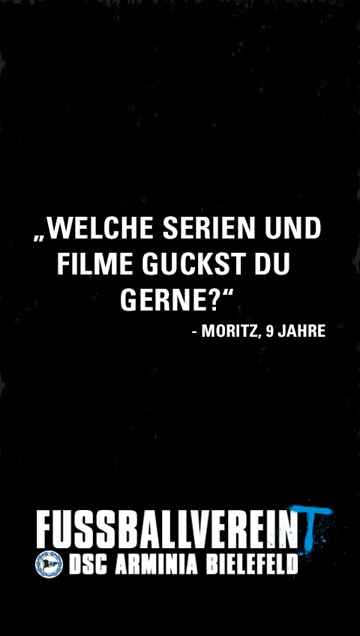 „WELCHE SERIEN UND
FILME GUCKST DU
GERNE?“
- MORITZ, 9 JAHRE
FUSSBALLVEREINT
DSC ARMINIA BIELEFELD